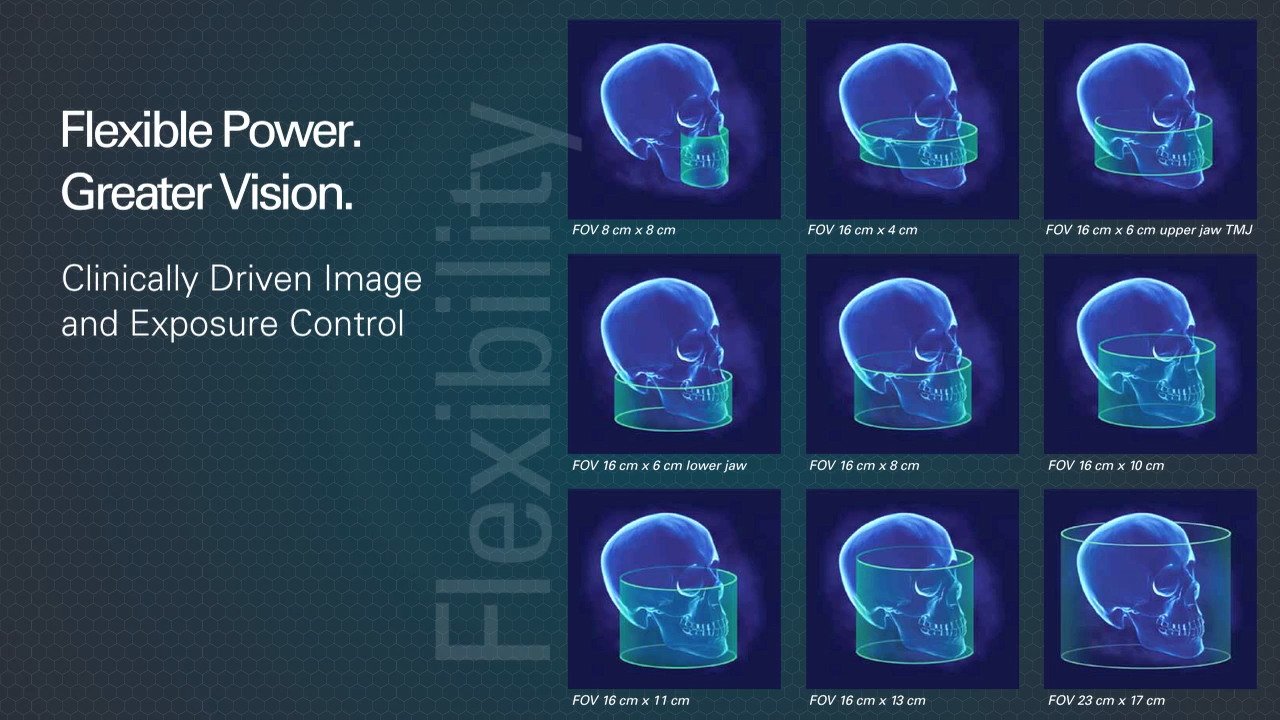 Flexible Power.
Greater Vision.
Clinically Driven Image
and Exposure Control
Flexibility
FOV 8 cm x 8 cm
FOV 16 cm x 4 cm
FOV 16 cm x 6 cm upper jaw TMJ
FOV 16 cm x 6 cm lower jaw
FOV 16 cm x 8 cm
FOV 16 cm x 10 cm
FOV 16 cm x 11 cm
FOV 16 cm x 13 cm
FOV 23 cm x 17 cm